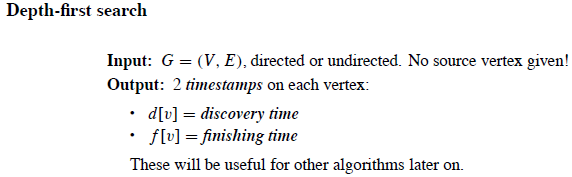 Depth-first search
Input: G = (V, E), directed or undirected. No source vertex given!
Output: 2 timestamps on each vertex:
• d[v] = discovery time
• f[v] = finishing time
These will be useful for other algorithms later on.